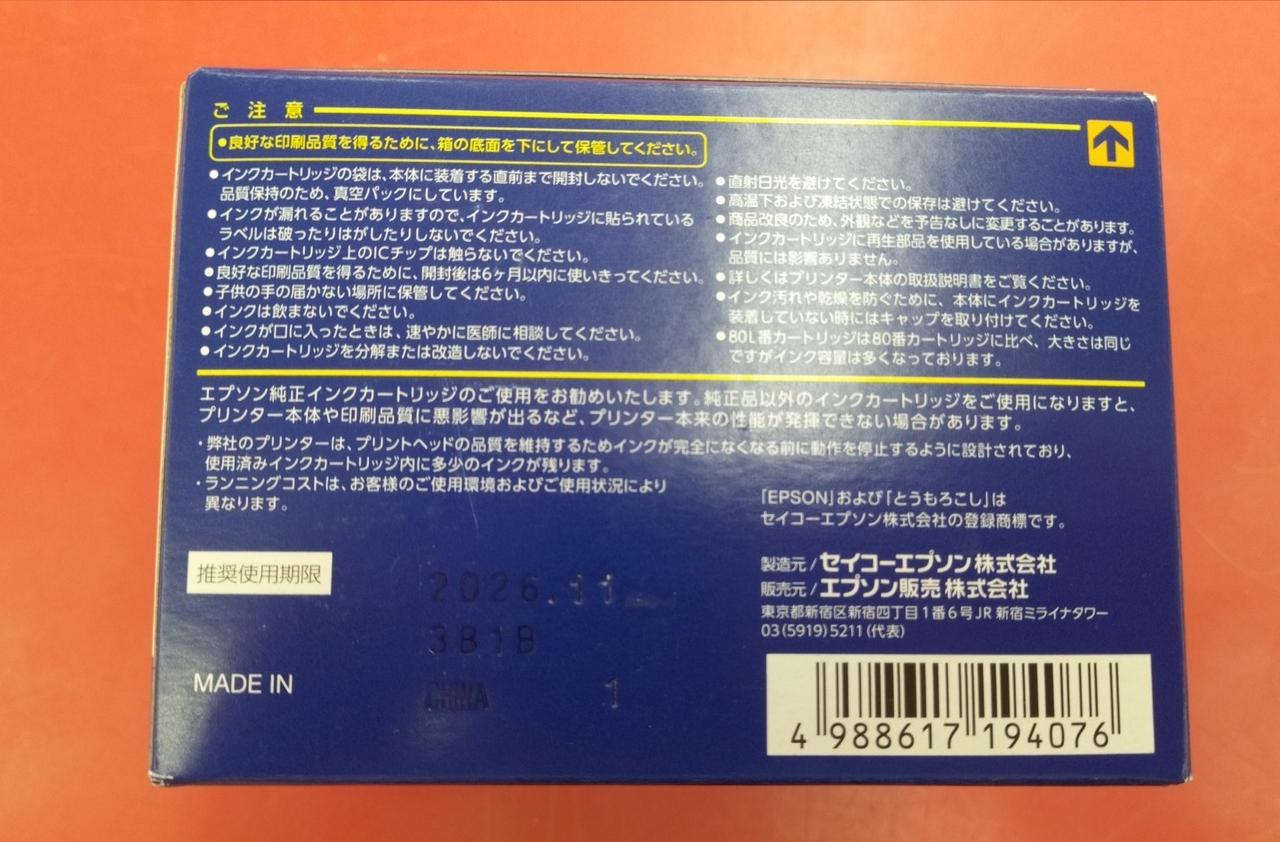 ご注意
●良好な印刷品質を得るために、箱の底面を下にして保管してください。
●インクカートリッジの袋は、本体に装着する直前まで開封しないでください。
品質保持のため、真空パックにしています。
●インクが漏れることがありますので、インクカートリッジに貼られている
ラベルは破ったりはがしたりしないでください。
●インクカートリッジ上のICチップは触らないでください。
●良好な印刷品質を得るために、開封後は6ヶ月以内に使いきってください。
●子供の手の届かない場所に保管してください。
●インクは飲まないでください。
●インクが口に入ったときは、速やかに医師に相談してください。
●インクカートリッジを分解または改造しないでください。
●直射日光を避けてください。
●高温下および凍結状態での保存は避けてください。
●商品改良のため、外観などを予告なしに変更することがあります。
●インクカートリッジに再生部品を使用している場合がありますが、
品質には影響ありません。
●詳しくはプリンター本体の取扱説明書をご覧ください。
●インク汚れや乾燥を防ぐために、本体にインクカートリッジを
装着していない時にはキャップを取り付けてください。
●80L番カートリッジは80番カートリッジに比べ、大きさは同じ
ですがインク容量は多くなっております。
エプソン純正インクカートリッジのご使用をお勧めいたします。純正品以外のインクカートリッジをご使用になりますと、
プリンター本体や印刷品質に悪影響が出るなど、プリンター本来の性能が発揮できない場合があります。
・弊社のプリンターは、プリントヘッドの品質を維持するためインクが完全になくなる前に動作を停止するように設計されており、
使用済みインクカートリッジ内に多少のインクが残ります。
・ランニングコストは、お客様のご使用環境およびご使用状況により
異なります。
「EPSON」および「とうもろこし」は
セイコーエプソン株式会社の登録商標です。
推奨使用期限
2026.11
3B1B
MADE IN CHINA 1
製造元/セイコーエプソン株式会社
販売元/エプソン販売株式会社
東京都新宿区新宿四丁目1番6号JR新宿ミライナタワー
03(5919)5211(代表)
4 988617 194076